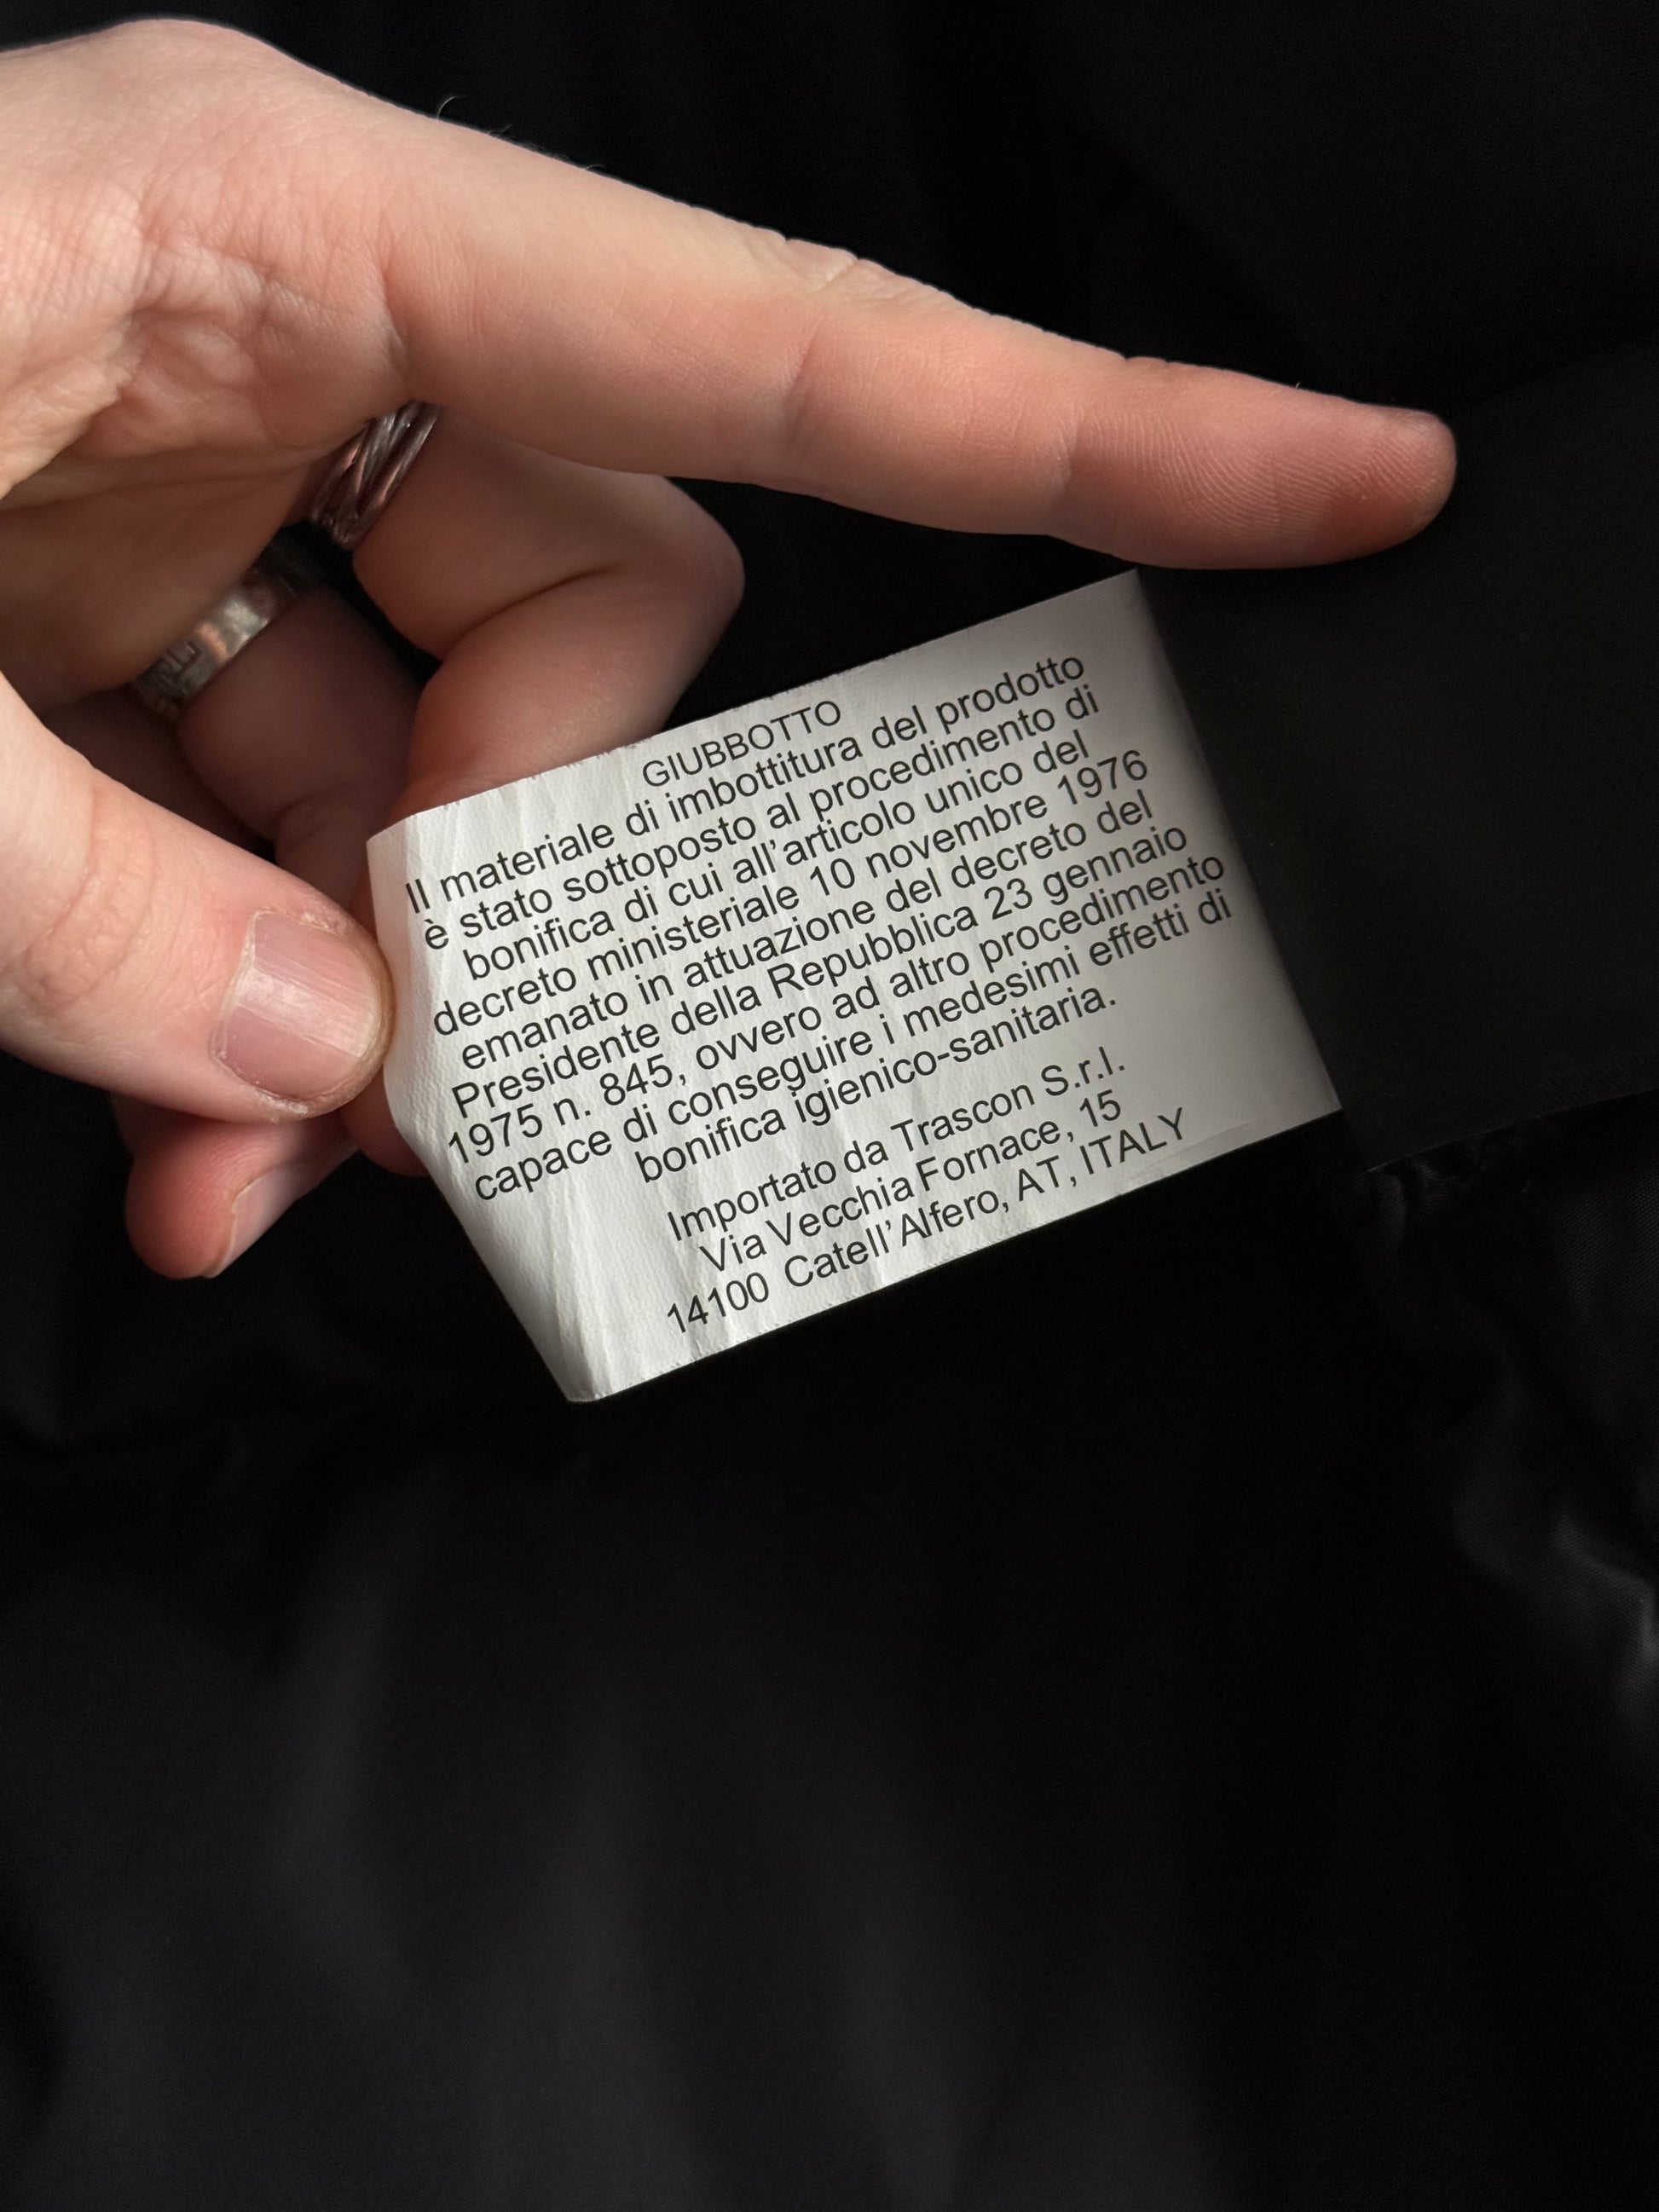 GIUBBOTTO
Il materiale di imbottitura del prodotto
è stato sottoposto al procedimento di
bonifica di cui all’articolo unico del
decreto ministeriale 10 novembre 1976
emanato in attuazione del decreto del
Presidente della Repubblica 23 gennaio
1975 n. 845, ovvero ad altro procedimento
capace di conseguire i medesimi effetti di
bonifica igienico-sanitaria.
Importato da Trascon S.r.l.
Via Vecchia Fornace, 15
14100 Catell’Alfero, AT, ITALY